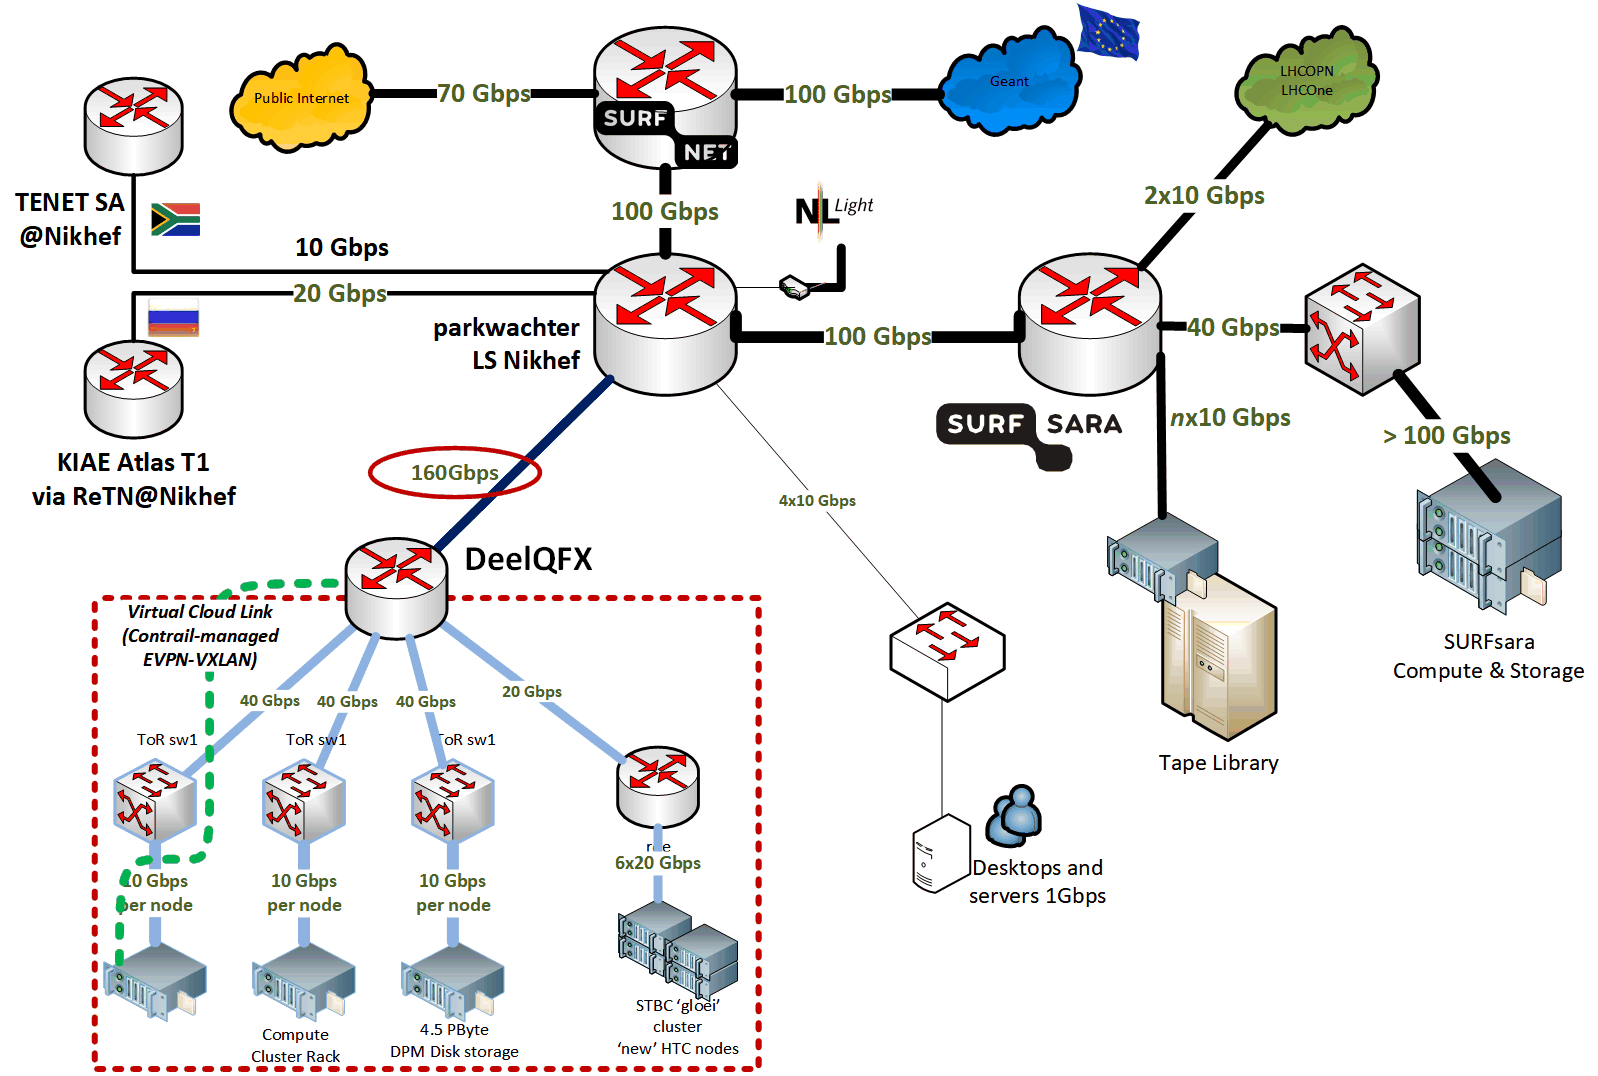 Public Internet
70 Gbps
SURF
NET
100 Gbps
Geant
LHCOPN
LHCOne
TENET SA
@Nikhef
10 Gbps
20 Gbps
100 Gbps
NL Light
2x10 Gbps
parkwachter
LS Nikhef
100 Gbps
40 Gbps
KIAE Atlas T1
via ReTN@Nikhef
160Gbps
SURF SARA
nx10 Gbps
> 100 Gbps
4x10 Gbps
DeelQFX
Virtual Cloud Link
(Contrail-managed
EVPN-VXLAN)
40 Gbps
40 Gbps
40 Gbps
20 Gbps
ToR sw1
ToR sw1
ToR sw1
SURFsara
Compute & Storage
Tape Library
10 Gbps
per node
10 Gbps
per node
10 Gbps
per node
6x20 Gbps
Desktops and
servers 1Gbps
Compute
Cluster Rack
4.5 PByte
DPM Disk storage
STBC ‘gloei’
cluster
‘new’ HTC nodes